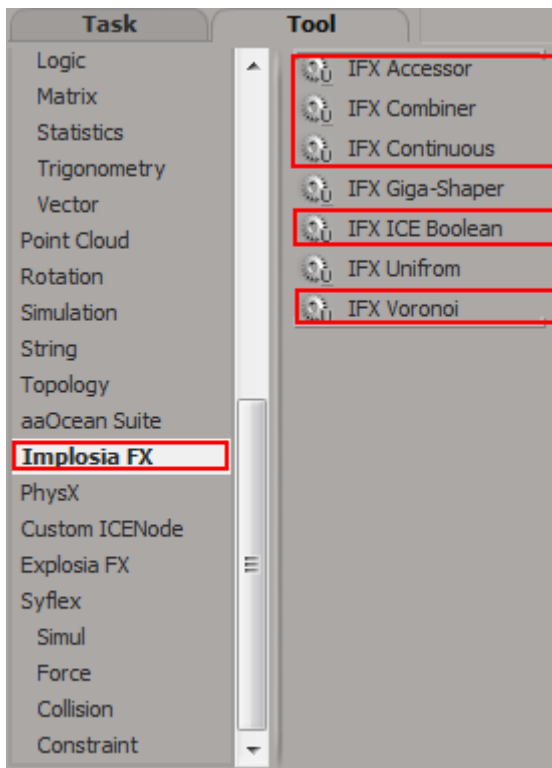 Task
Tool
Logic
Matrix
Statistics
Trigonometry
Vector
Point Cloud
Rotation
Simulation
String
Topology
aaOcean Suite
Implosia FX
PhysX
Custom ICENode
Explosia FX
Syflex
Simul
Force
Collision
Constraint
IFX Accessor
IFX Combiner
IFX Continuous
IFX Giga-Shaper
IFX ICE Boolean
IFX Unifrom
IFX Voronoi